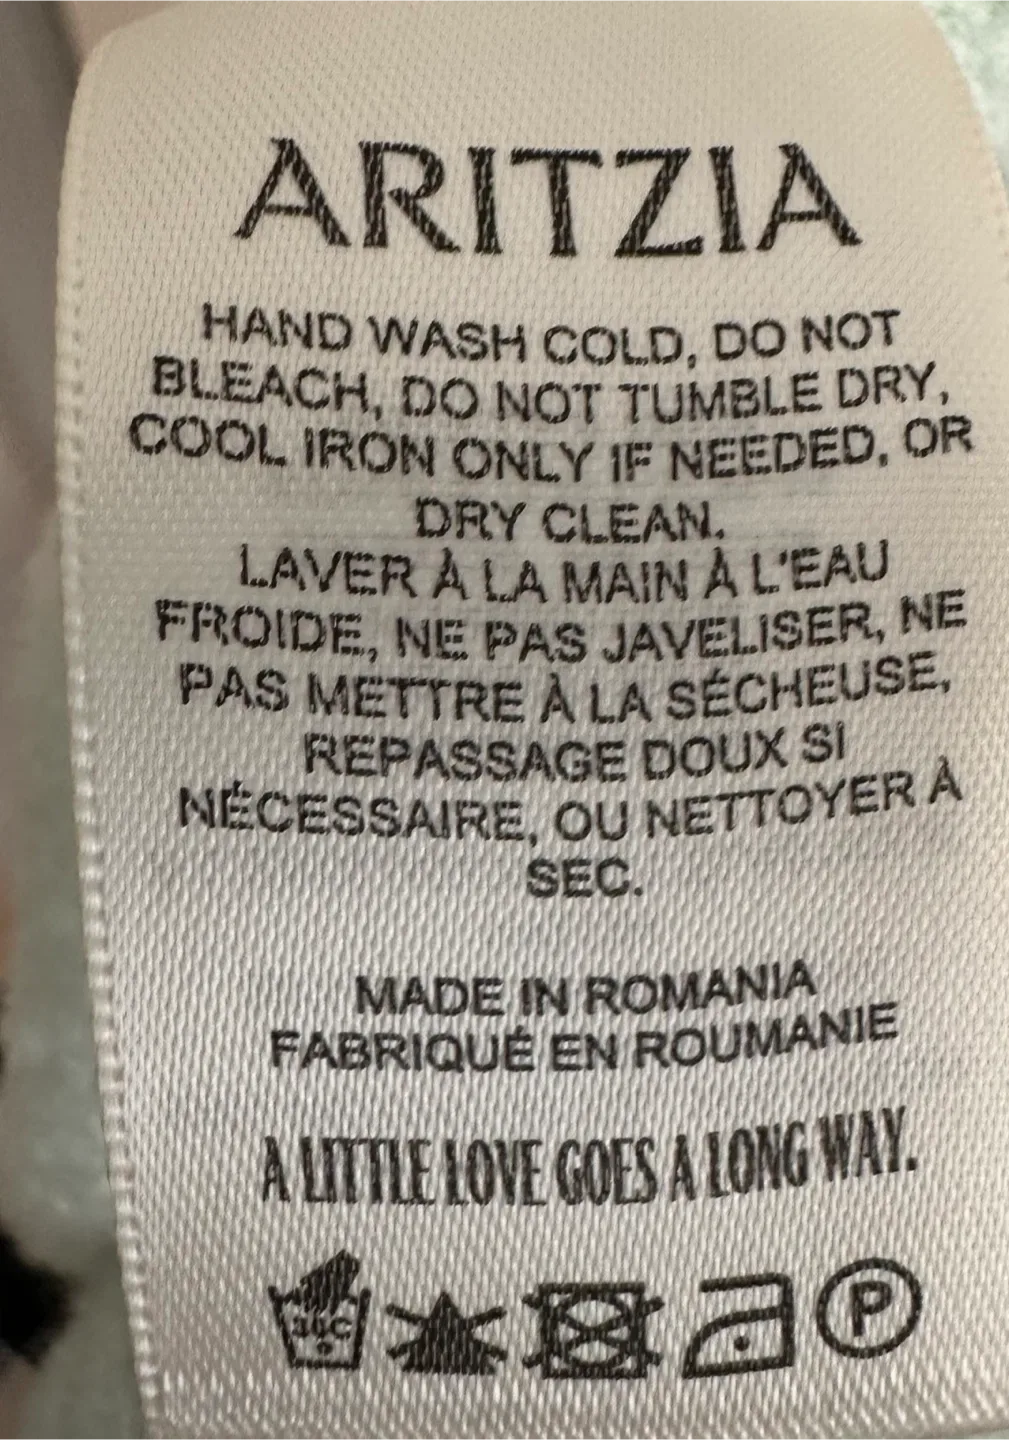 ARITZIA
HAND WASH COLD, DO NOT
BLEACH, DO NOT TUMBLE DRY,
COOL IRON ONLY IF NEEDED, OR
DRY CLEAN.
LAVER À LA MAIN À L'EAU
FROIDE, NE PAS JAVELISER, NE
PAS METTRE À LA SÉCHEUSE,
REPASSAGE DOUX SI
NÉCESSAIRE, OU NETTOYER À
SEC.
MADE IN ROMANIA
FABRIQUÉ EN ROUMANIE
A LITTLE LOVE GOES A LONG WAY.
30C P